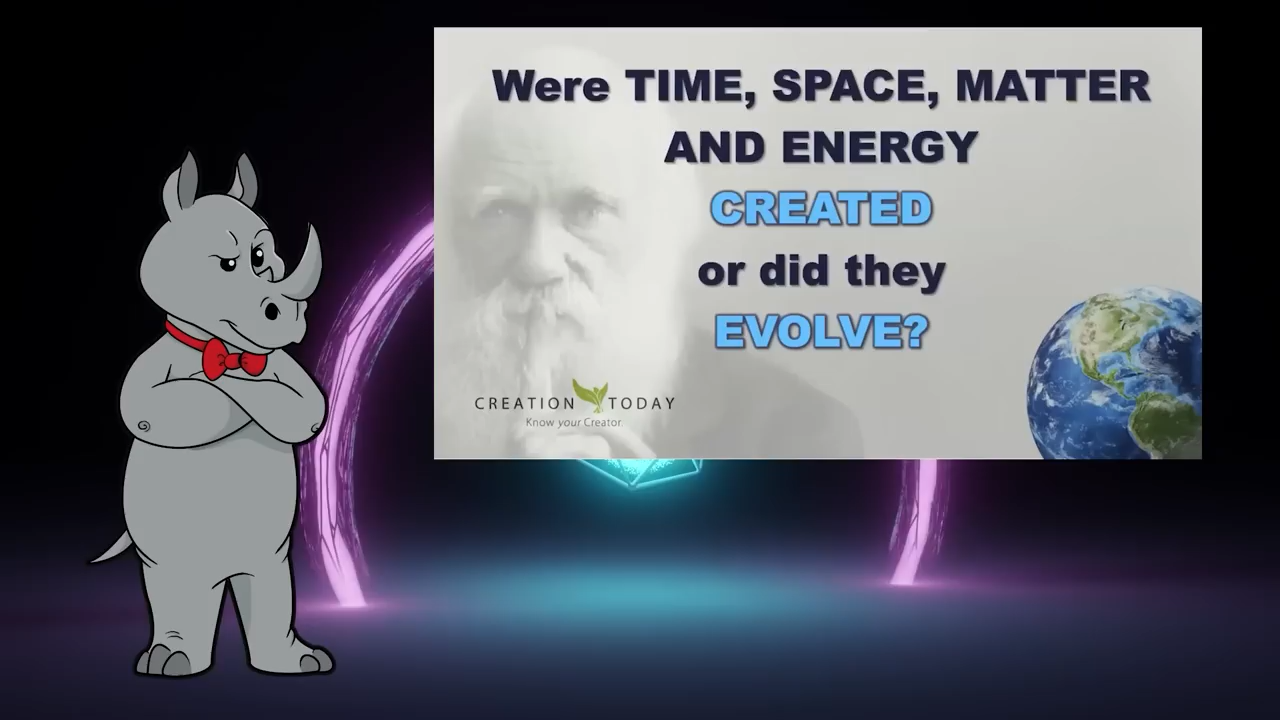 Were TIME, SPACE, MATTER
AND ENERGY
CREATED
or did they
EVOLVE?
CREATION TODAY
Know your Creator.